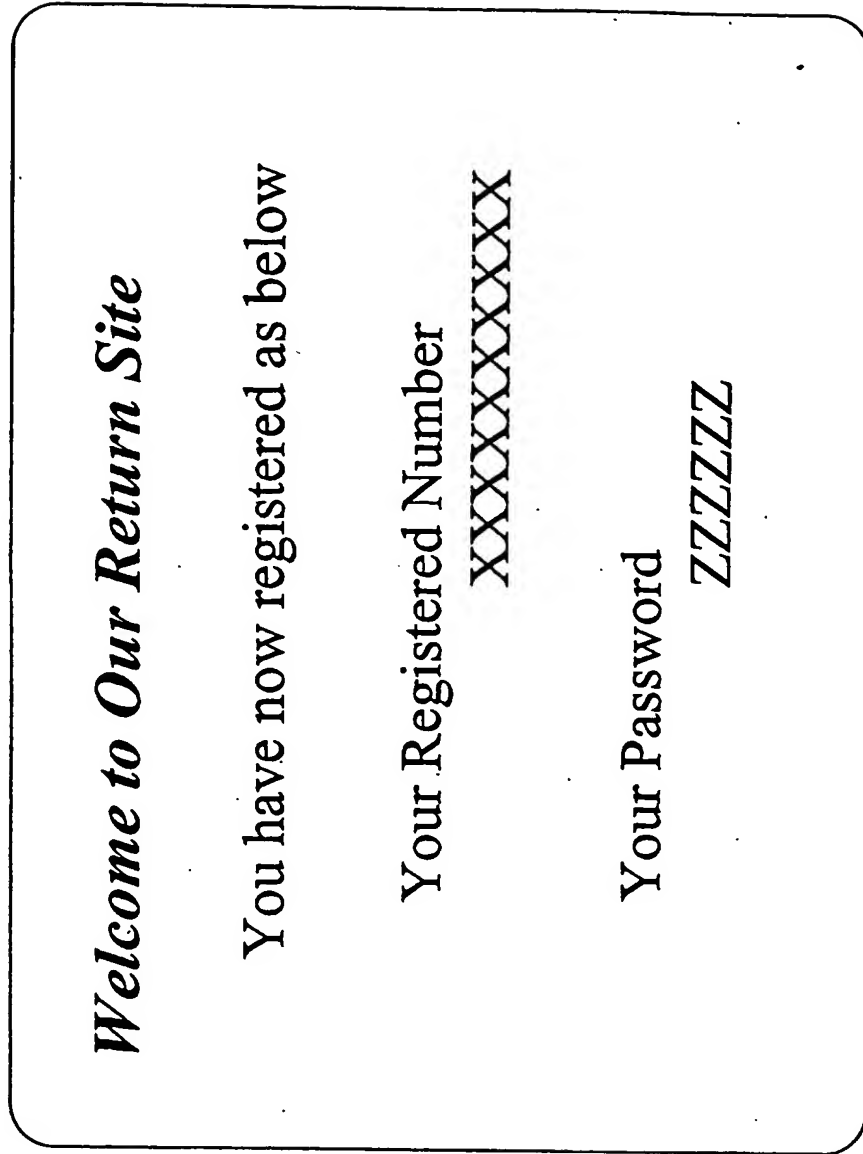 Welcome to Our Return Site
You have now registered as below
Your Registered Number
XXXXXXXXXX
Your Password
ZZZZZZ